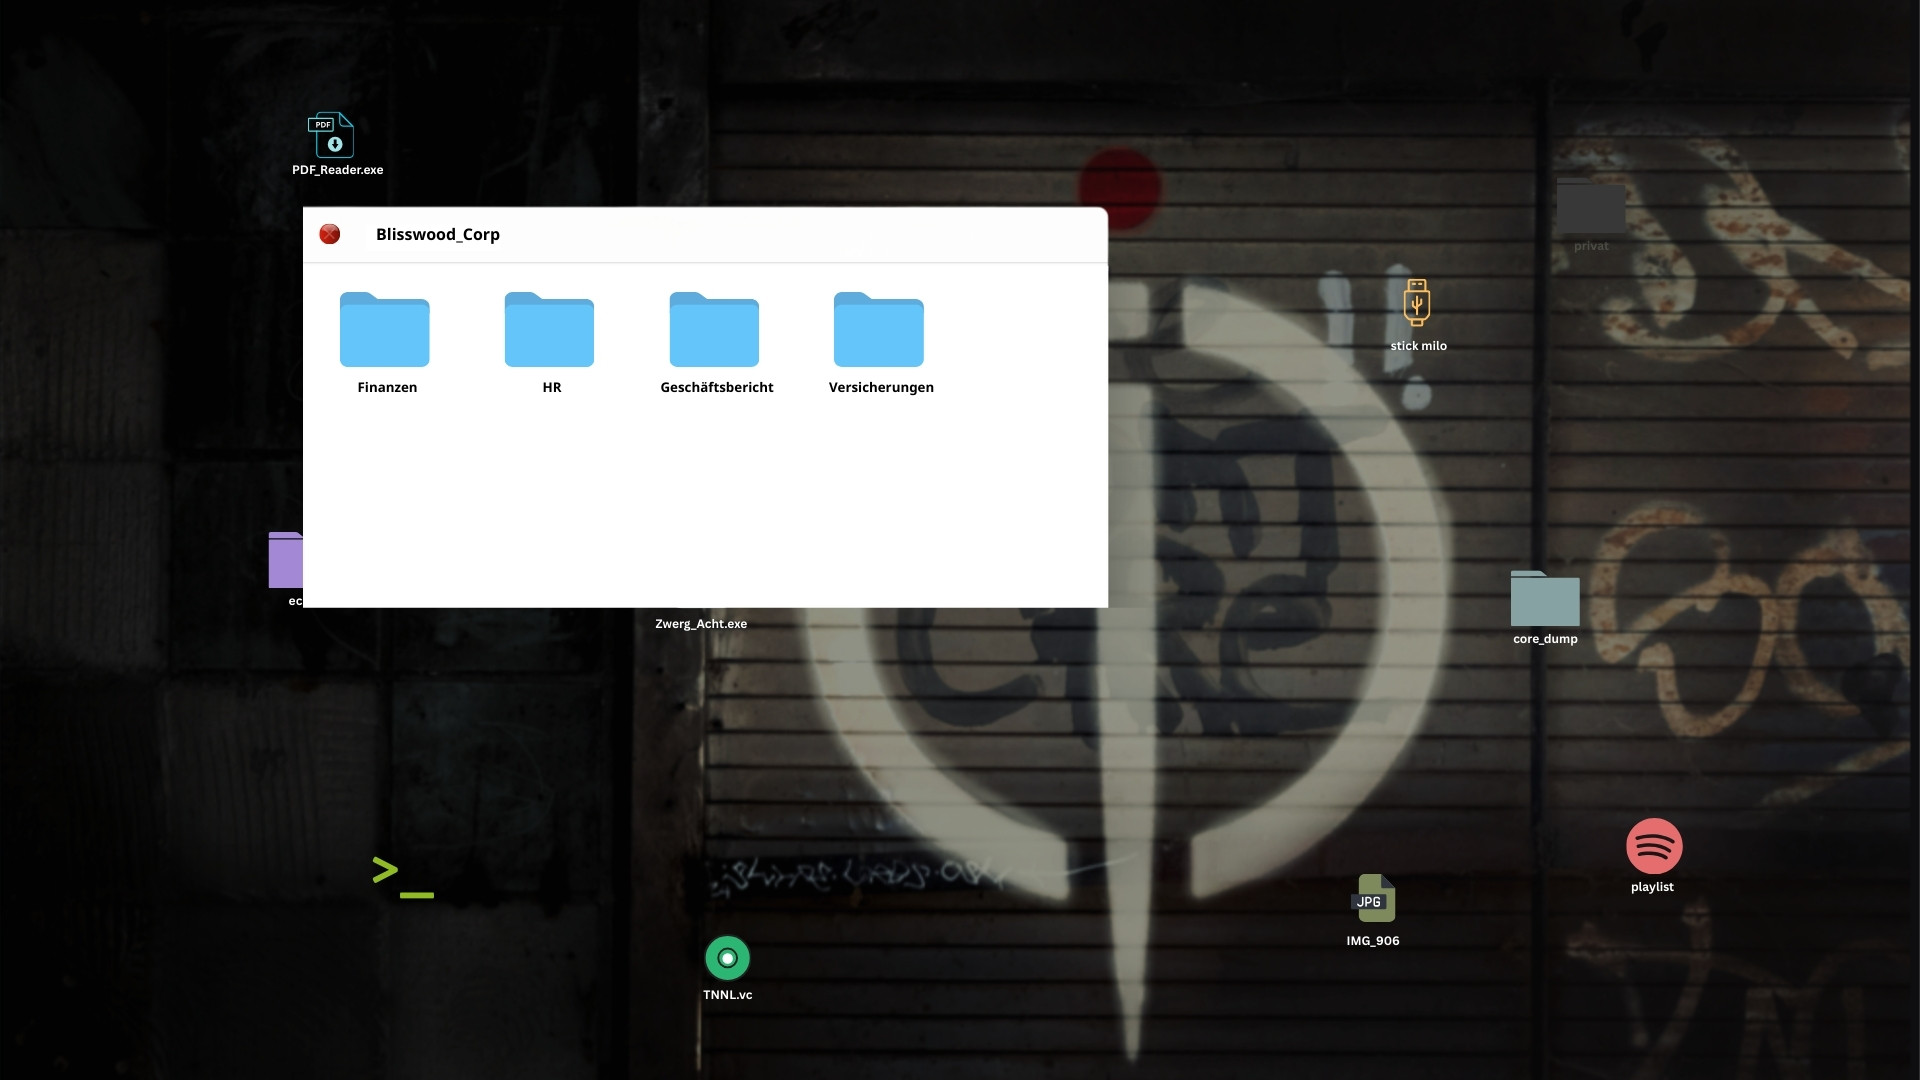 PDF
PDF_Reader.exe
Blisswood_Corp
privat
stick milo
Finanzen
HR
Geschäftsbericht
Versicherungen
ec
Zwerg_Acht.exe
core_dump
>_
playlist
JPG
IMG_906
TNNL.vc